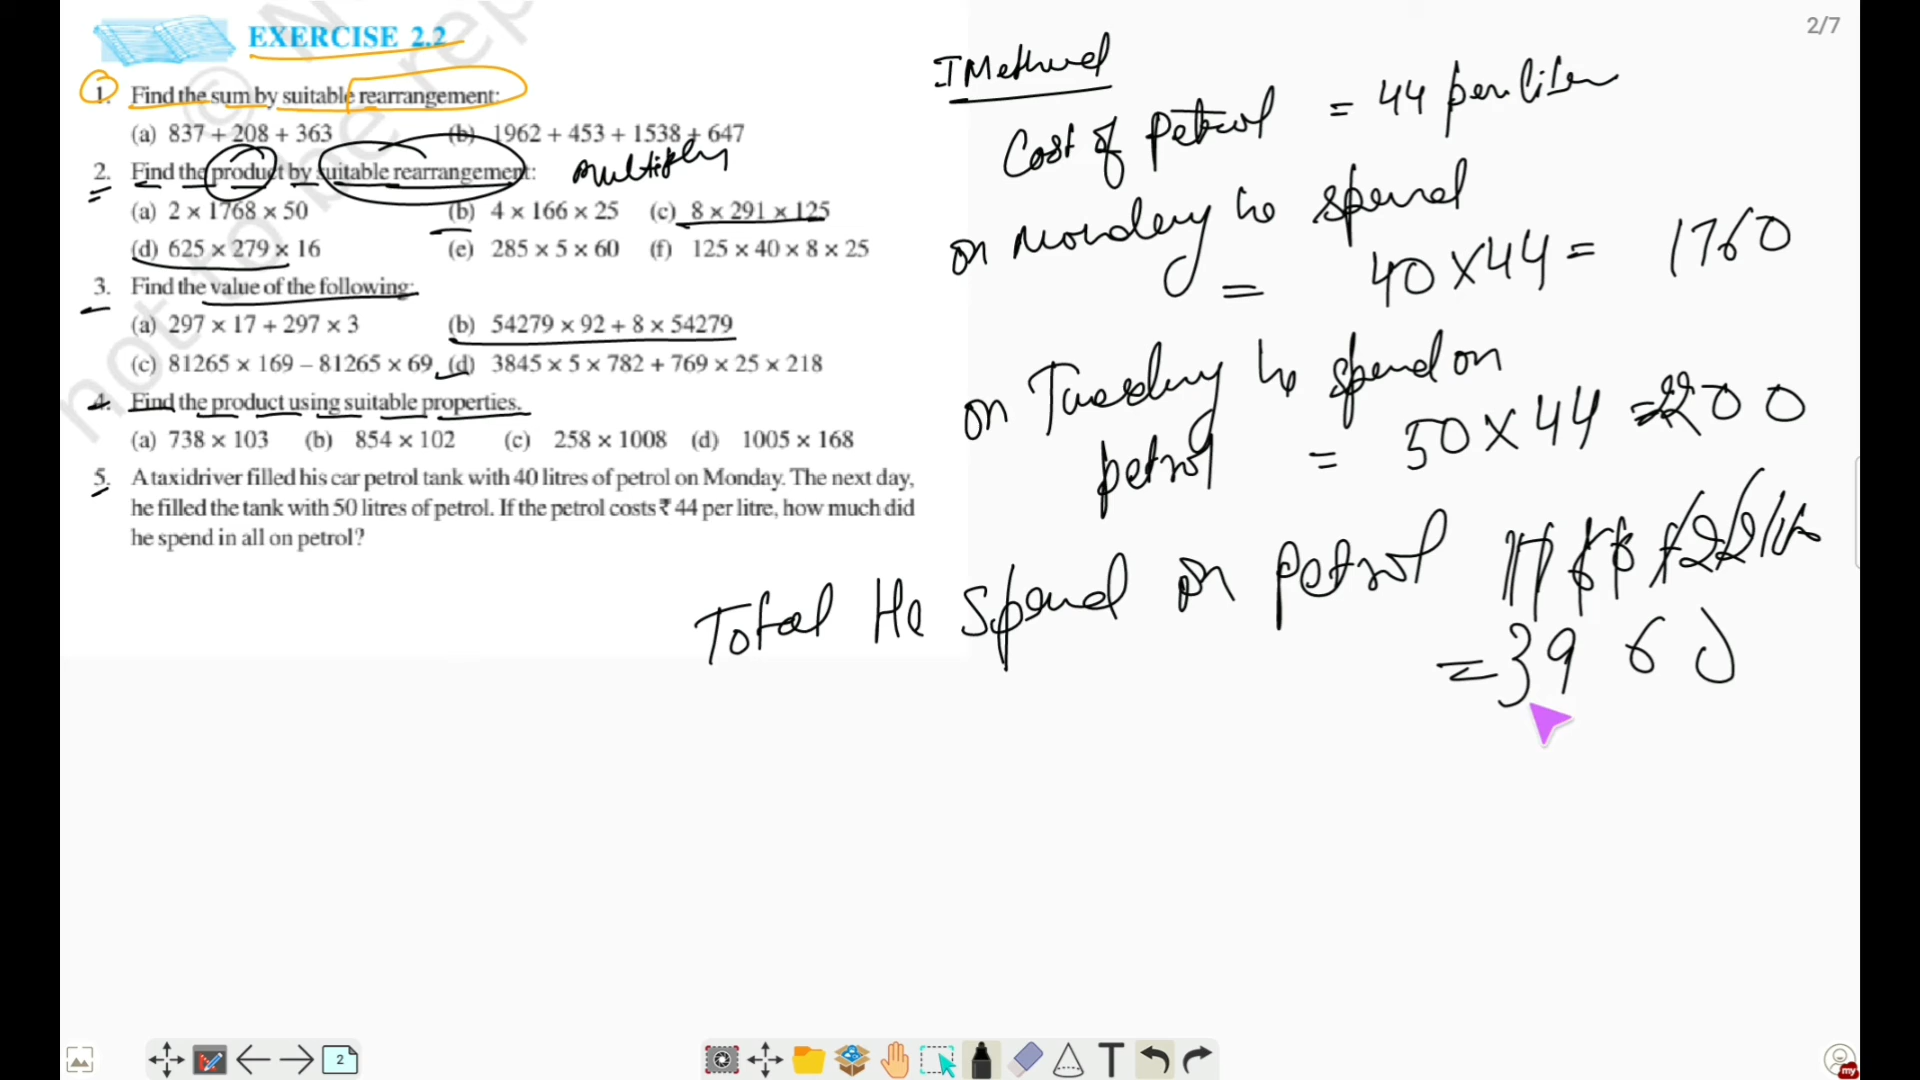 2/7
EXERCISE 2.2
1. Find the sum by suitable rearrangement:
(a) 837 + 208 + 363 (b) 1962 + 453 + 1538 + 647
2. Find the product by suitable rearrangement: multiply
(a) 2 × 1768 × 50 (b) 4 × 166 × 25 (c) 8 × 291 × 125
(d) 625 × 279 × 16 (e) 285 × 5 × 60 (f) 125 × 40 × 8 × 25
3. Find the value of the following:
(a) 297 × 17 + 297 × 3 (b) 54279 × 92 + 8 × 54279
(c) 81265 × 169 – 81265 × 69 (d) 3845 × 5 × 782 + 769 × 25 × 218
4. Find the product using suitable properties.
(a) 738 × 103 (b) 854 × 102 (c) 258 × 1008 (d) 1005 × 168
5. A taxidriver filled his car petrol tank with 40 litres of petrol on Monday. The next day,
he filled the tank with 50 litres of petrol. If the petrol costs ₹ 44 per litre, how much did
he spend in all on petrol?
I Method
Cost of Petrol = 44 per liter
on Monday he spend
= 40 × 44 = 1760
on Tuesday he spend on
petrol = 50 × 44 = 2200
Total He spend on petrol
= 3960
not to be rep
© N
2
T
my